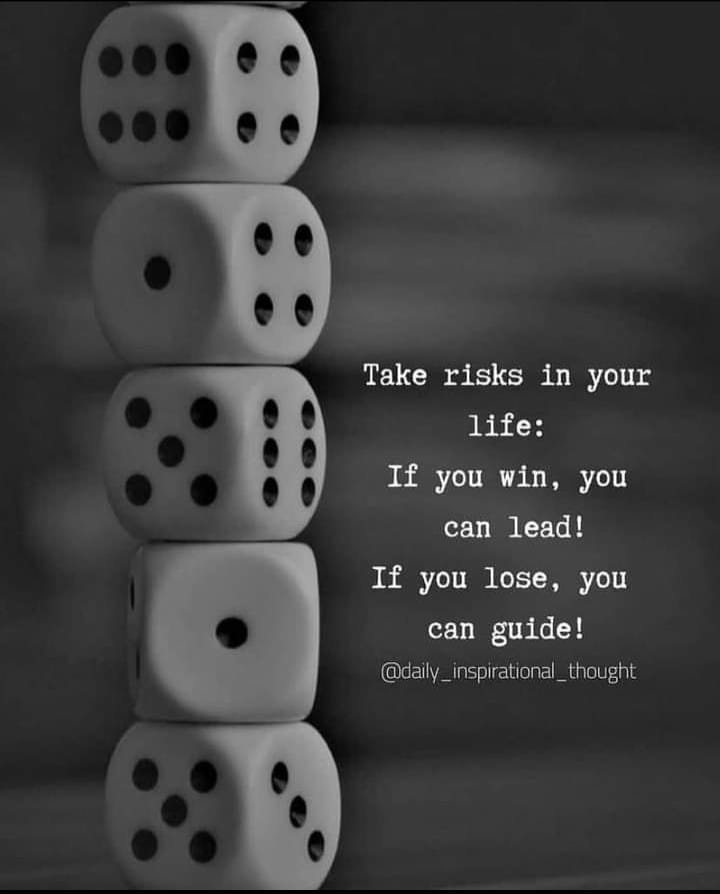 Take risks in your
life:
If you win, you
can lead!
If you lose, you
can guide!
@daily_inspirational_thought